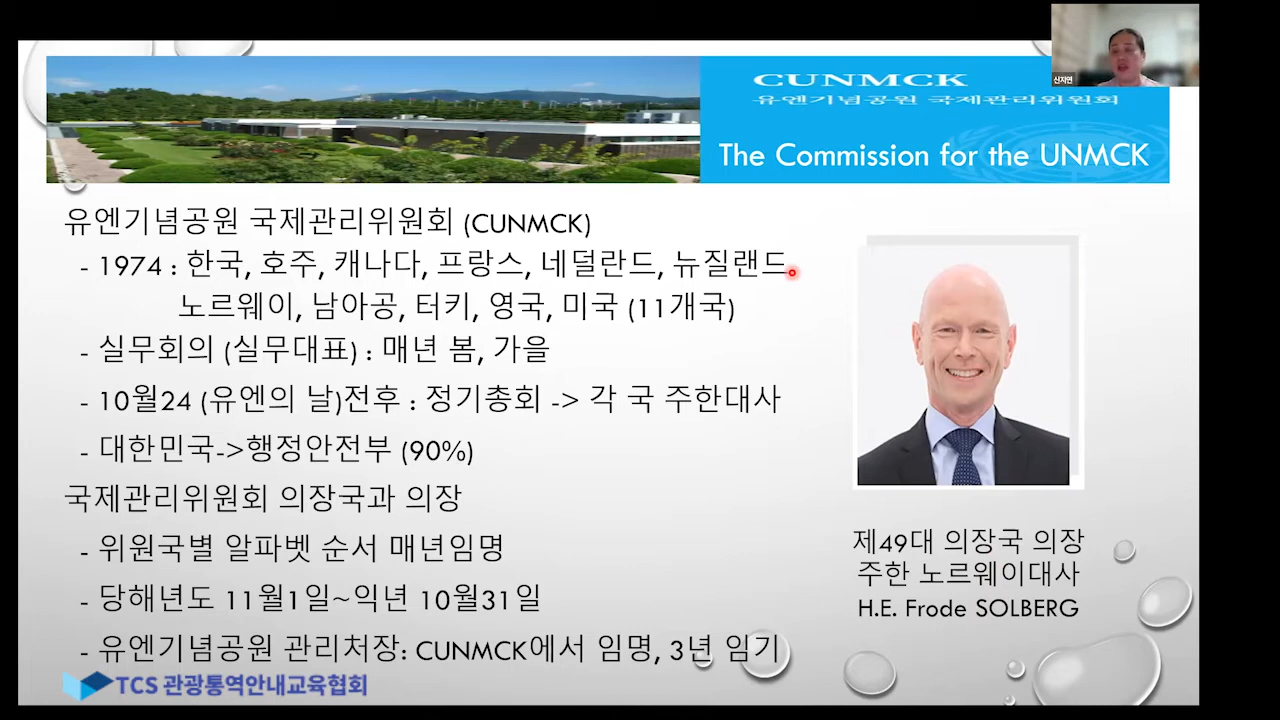 신지연
CUNMCK
유엔기념공원 국제관리위원회
The Commission for the UNMCK
유엔기념공원 국제관리위원회 (CUNMCK)
- 1974 : 한국, 호주, 캐나다, 프랑스, 네덜란드, 뉴질랜드,
노르웨이, 남아공, 터키, 영국, 미국 (11개국)
- 실무회의 (실무대표) : 매년 봄, 가을
- 10월24 (유엔의 날)전후 : 정기총회 -> 각 국 주한대사
- 대한민국->행정안전부 (90%)
국제관리위원회 의장국과 의장
- 위원국별 알파벳 순서 매년임명
- 당해년도 11월1일~익년 10월31일
- 유엔기념공원 관리처장: CUNMCK에서 임명, 3년 임기
제49대 의장국 의장
주한 노르웨이대사
H.E. Frode SOLBERG
TCS 관광통역안내교육협회